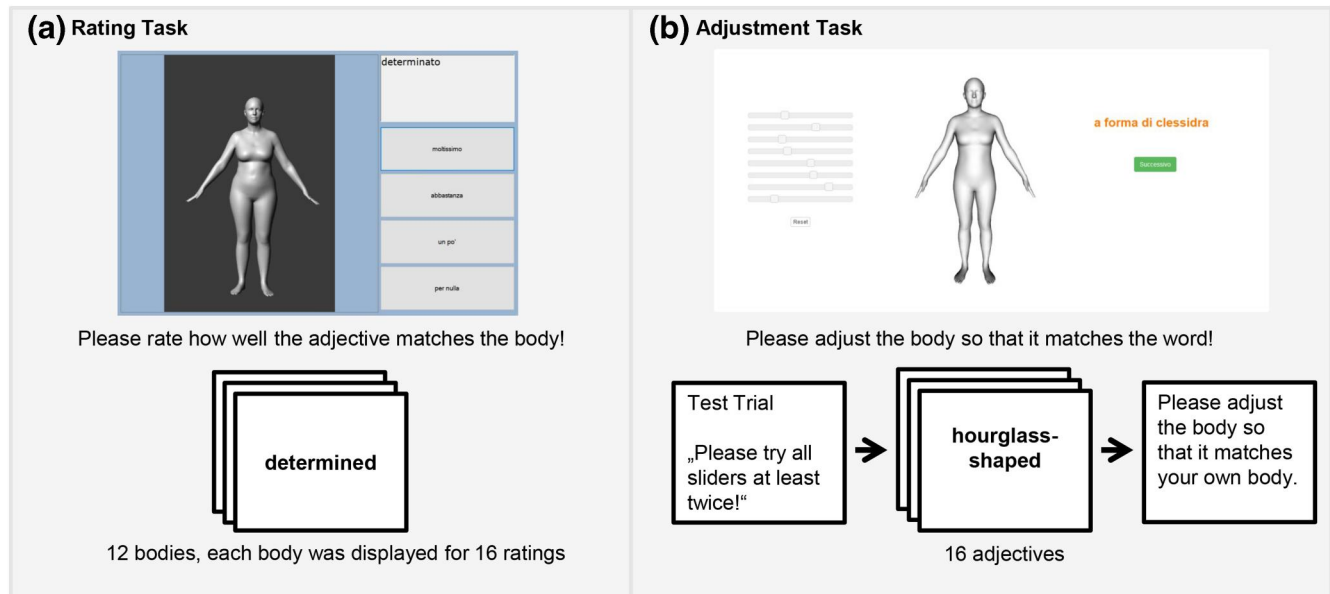 (a) Rating Task
determinato
moltissimo
abbastanza
un po'
per nulla
Please rate how well the adjective matches the body!
determined
12 bodies, each body was displayed for 16 ratings
(b) Adjustment Task
a forma di clessidra
Successivo
Reset
Please adjust the body so that it matches the word!
Test Trial
„Please try all
sliders at least
twice!“
hourglass-
shaped
Please adjust
the body so
that it matches
your own body.
16 adjectives